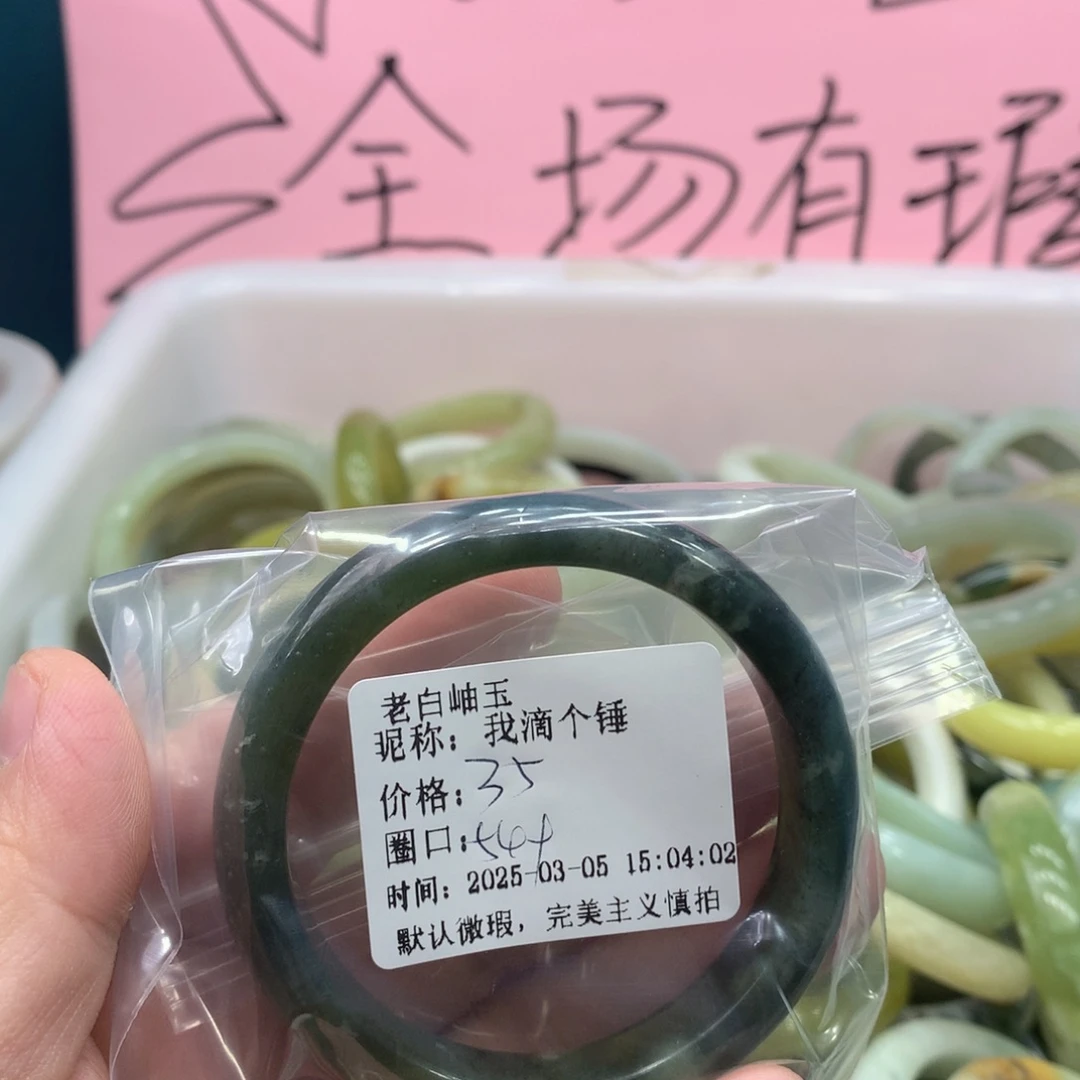 全场有瑕
老白岫玉
昵称：我滴个锤
价格：35
圈口：
时间：2025-03-05 15:04:02
默认微瑕，完美主义慎拍